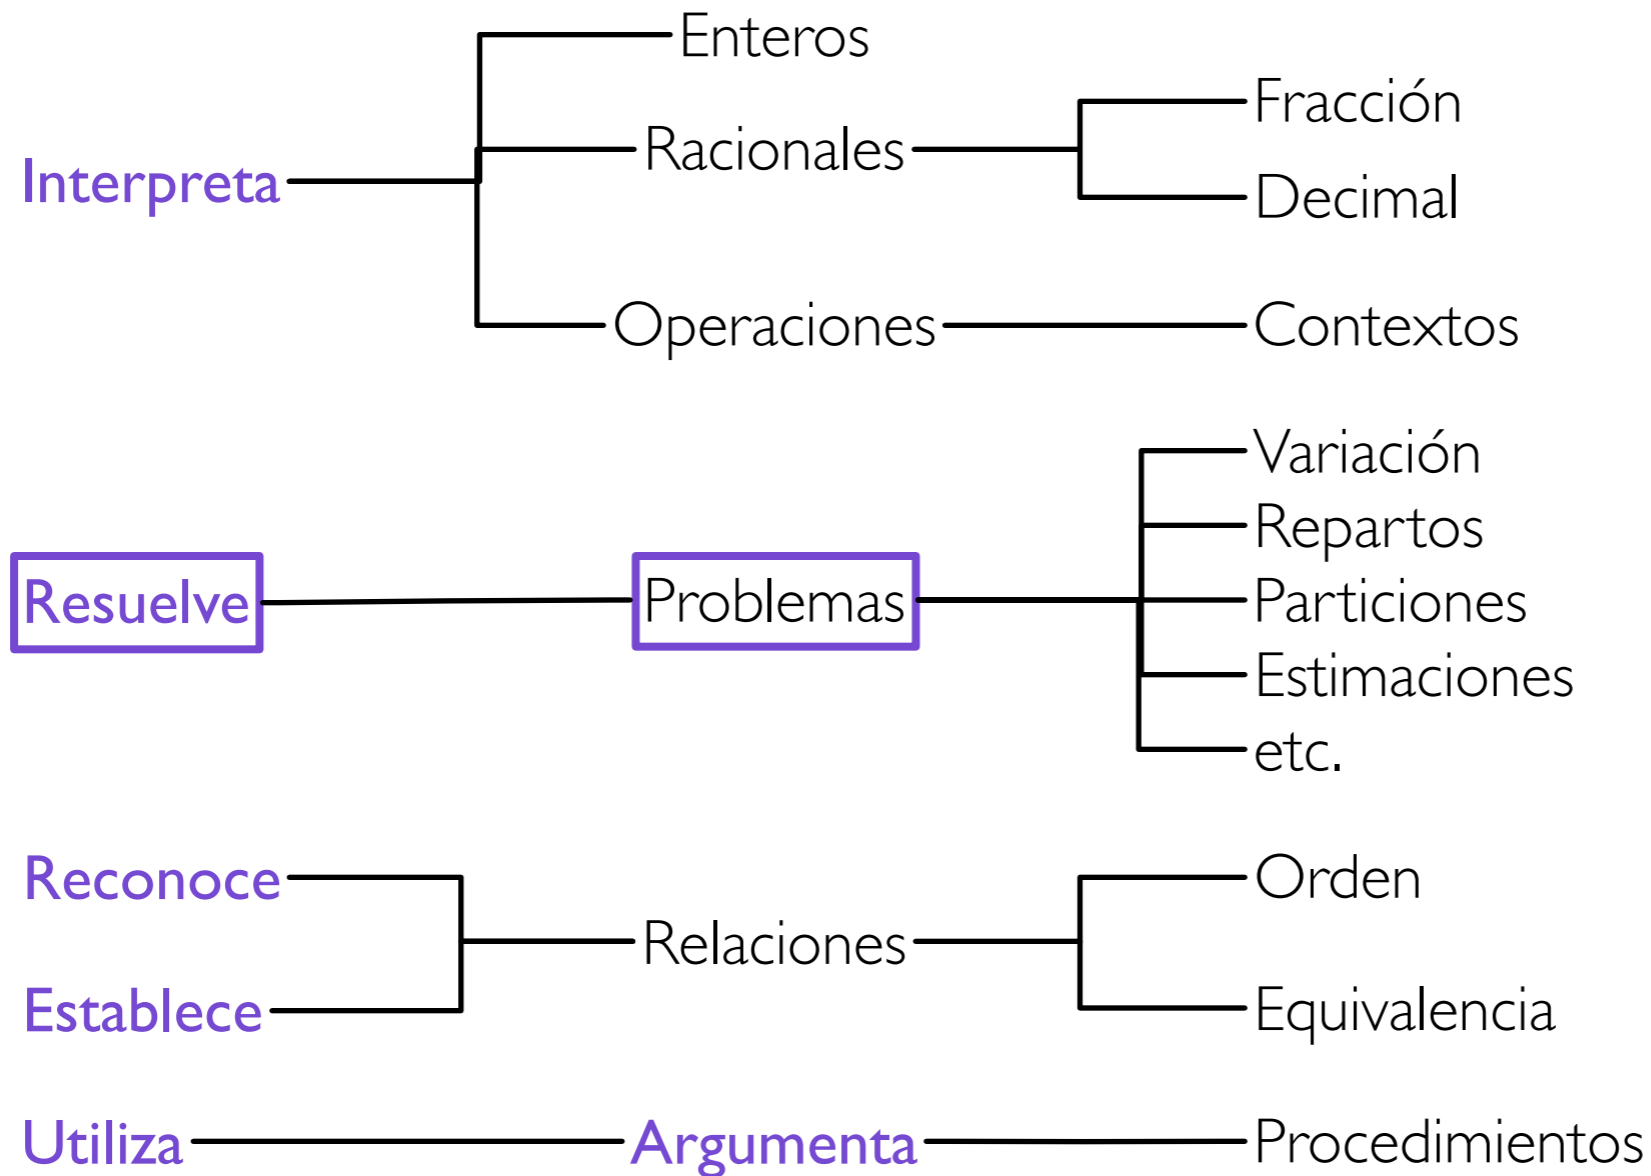 Enteros
Fracción
Interpreta Racionales
Decimal
Operaciones Contextos
Variación
Repartos
Resuelve Problemas Particiones
Estimaciones
etc.
Reconoce Orden
Relaciones
Establece Equivalencia
Utiliza Argumenta Procedimientos